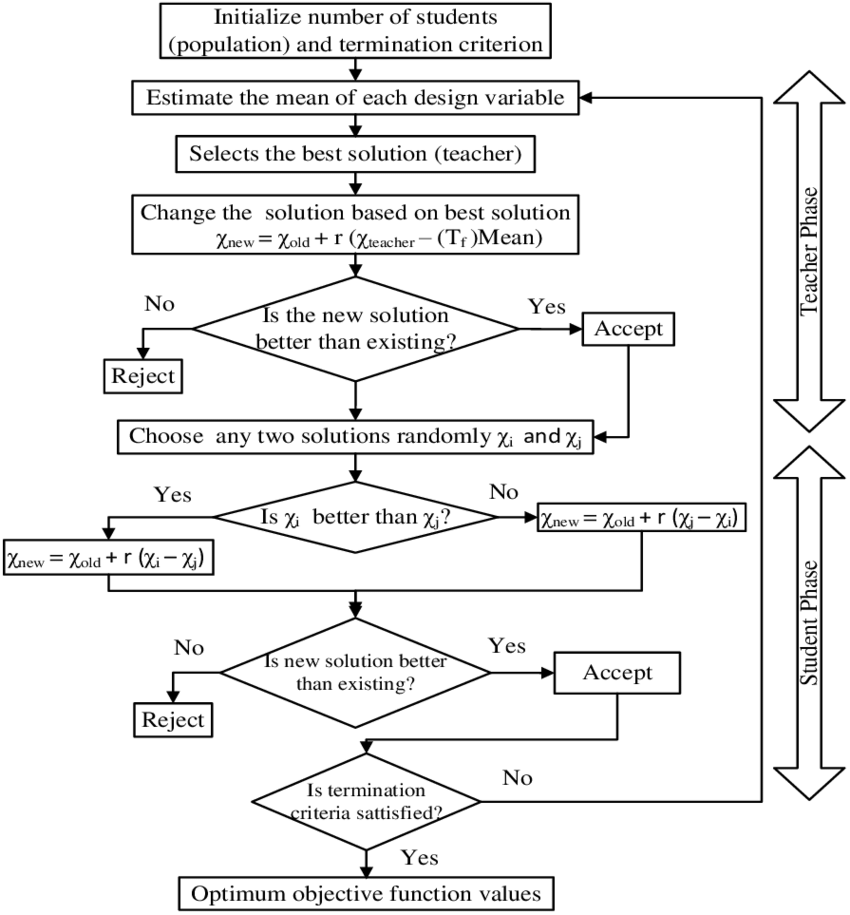 Initialize number of students
(population) and termination criterion
Estimate the mean of each design variable
Selects the best solution (teacher)
Change the solution based on best solution
χnew = χold + r (χteacher – (Tf )Mean)
No
Is the new solution
better than existing?
Yes
Accept
Reject
Choose any two solutions randomly χi and χj
Yes
Is χi better than χj?
No
χnew = χold + r (χj – χi)
χnew = χold + r (χi – χj)
No
Is new solution better
than existing?
Yes
Accept
Reject
Is termination
criteria sattisfied?
No
Yes
Optimum objective function values
Teacher Phase
Student Phase